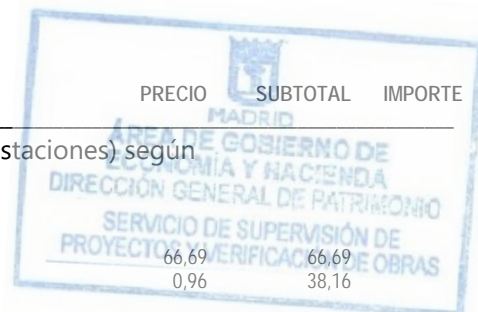 PRECIO SUBTOTAL IMPORTE
MADRID
staciones) según
ÁREA DE GOBIERNO DE
ECONOMÍA Y HACIENDA
DIRECCIÓN GENERAL DE PATRIMONIO
SERVICIO DE SUPERVISIÓN DE
PROYECTOS Y VERIFICACIÓN DE OBRAS
66,69 66,69
0,96 38,16